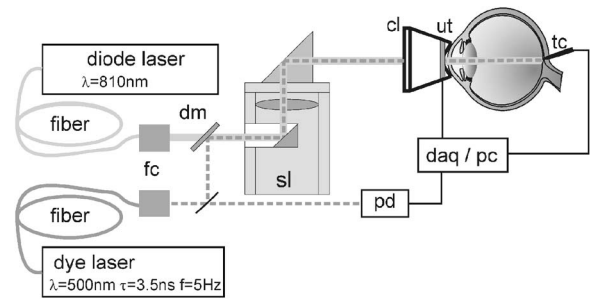 diode laser
λ=810nm
fiber
dm
fc
fiber
dye laser
λ=500nm τ=3.5ns f=5Hz
sl
cl
ut
tc
daq / pc
pd